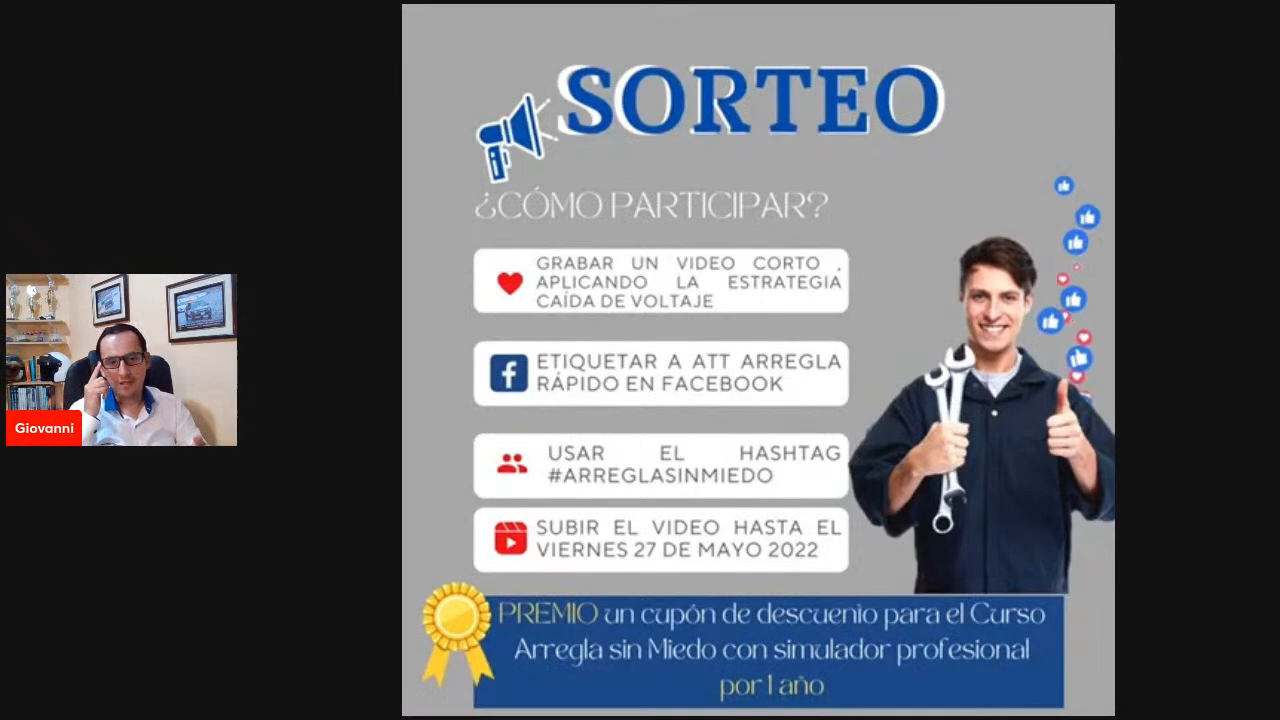 SORTEO
¿CÓMO PARTICIPAR?
GRABAR UN VIDEO CORTO ,
APLICANDO LA ESTRATEGIA
CAÍDA DE VOLTAJE
ETIQUETAR A ATT ARREGLA
RÁPIDO EN FACEBOOK
USAR EL HASHTAG
#ARREGLASINMIEDO
SUBIR EL VIDEO HASTA EL
VIERNES 27 DE MAYO 2022
PREMIO un cupón de descuento para el Curso
Arregla sin Miedo con simulador profesional
por 1 año
Giovanni